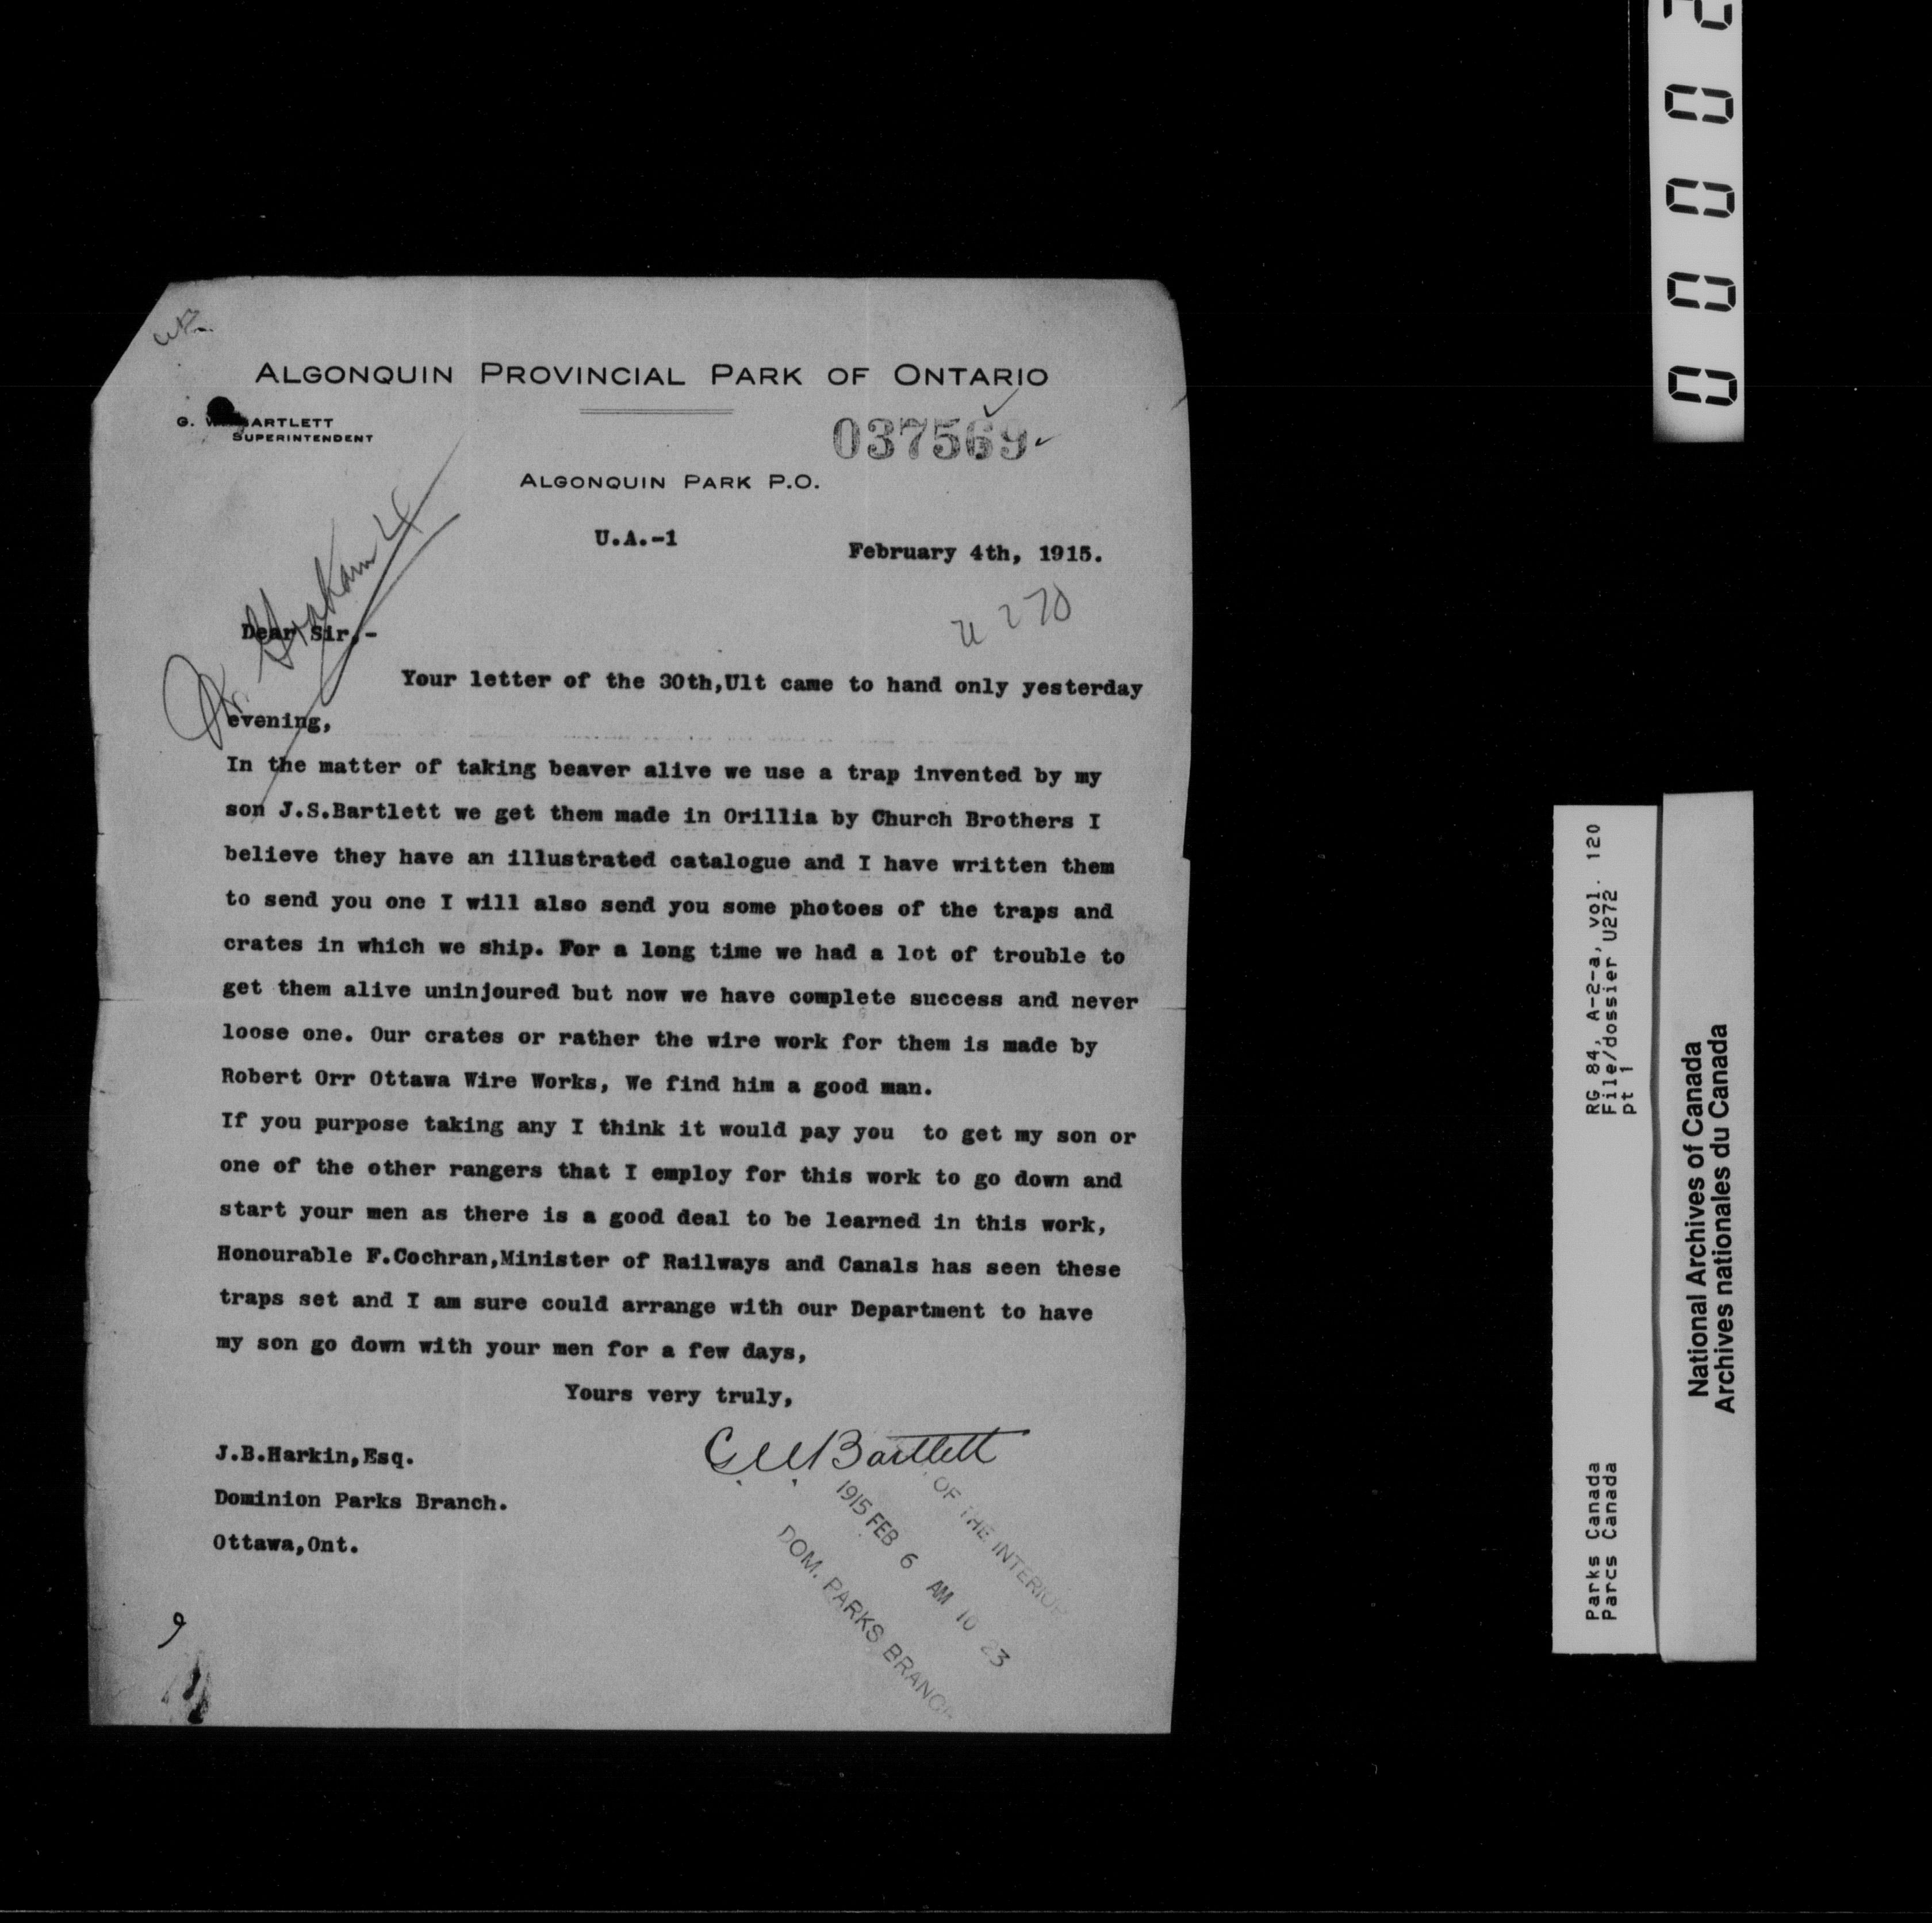 ALGONQUIN PROVINCIAL PARK OF ONTARIO
G. W. BARTLETT
SUPERINTENDENT
037569
ALGONQUIN PARK P.O.
U.A.-1
February 4th, 1915.
U 270
Mr. Graham
Dear Sir,-
Your letter of the 30th,Ult came to hand only yesterday
evening,
In the matter of taking beaver alive we use a trap invented by my
son J.S.Bartlett we get them made in Orillia by Church Brothers I
believe they have an illustrated catalogue and I have written them
to send you one I will also send you some photoes of the traps and
crates in which we ship. For a long time we had a lot of trouble to
get them alive uninjoured but now we have complete success and never
loose one. Our crates or rather the wire work for them is made by
Robert Orr Ottawa Wire Works, We find him a good man.
If you purpose taking any I think it would pay you to get my son or
one of the other rangers that I employ for this work to go down and
start your men as there is a good deal to be learned in this work,
Honourable F.Cochran,Minister of Railways and Canals has seen these
traps set and I am sure could arrange with our Department to have
my son go down with your men for a few days,
Yours very truly,
G.W.Bartlett
J.B.Harkin,Esq.
Dominion Parks Branch.
Ottawa,Ont.
OF THE INTERIOR
1915 FEB 6 AM 10 23
DOM. PARKS BRANCH
9
0 0 0 0 2
RG 84, A-2-a, vol. 120
File/dossier U272
pt 1
Parks Canada
Parcs Canada
National Archives of Canada
Archives nationales du Canada